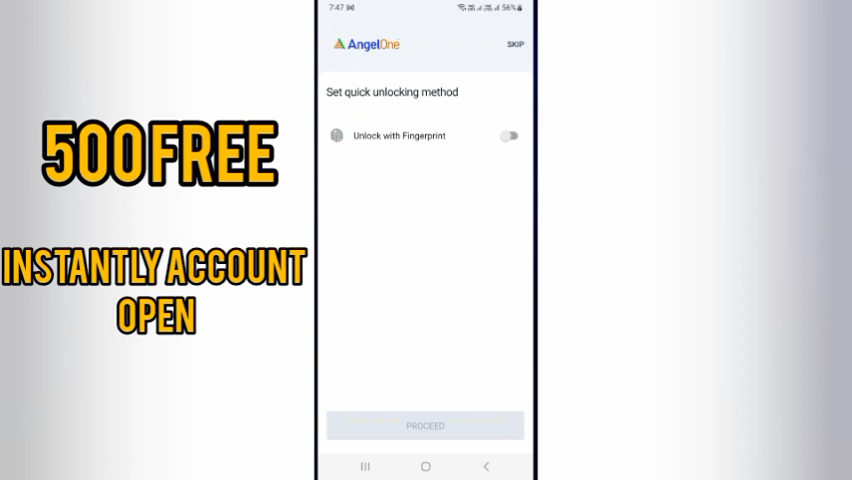 7:47
56%
AngelOne
SKIP
Set quick unlocking method
Unlock with Fingerprint
500 FREE
INSTANTLY ACCOUNT
OPEN
PROCEED